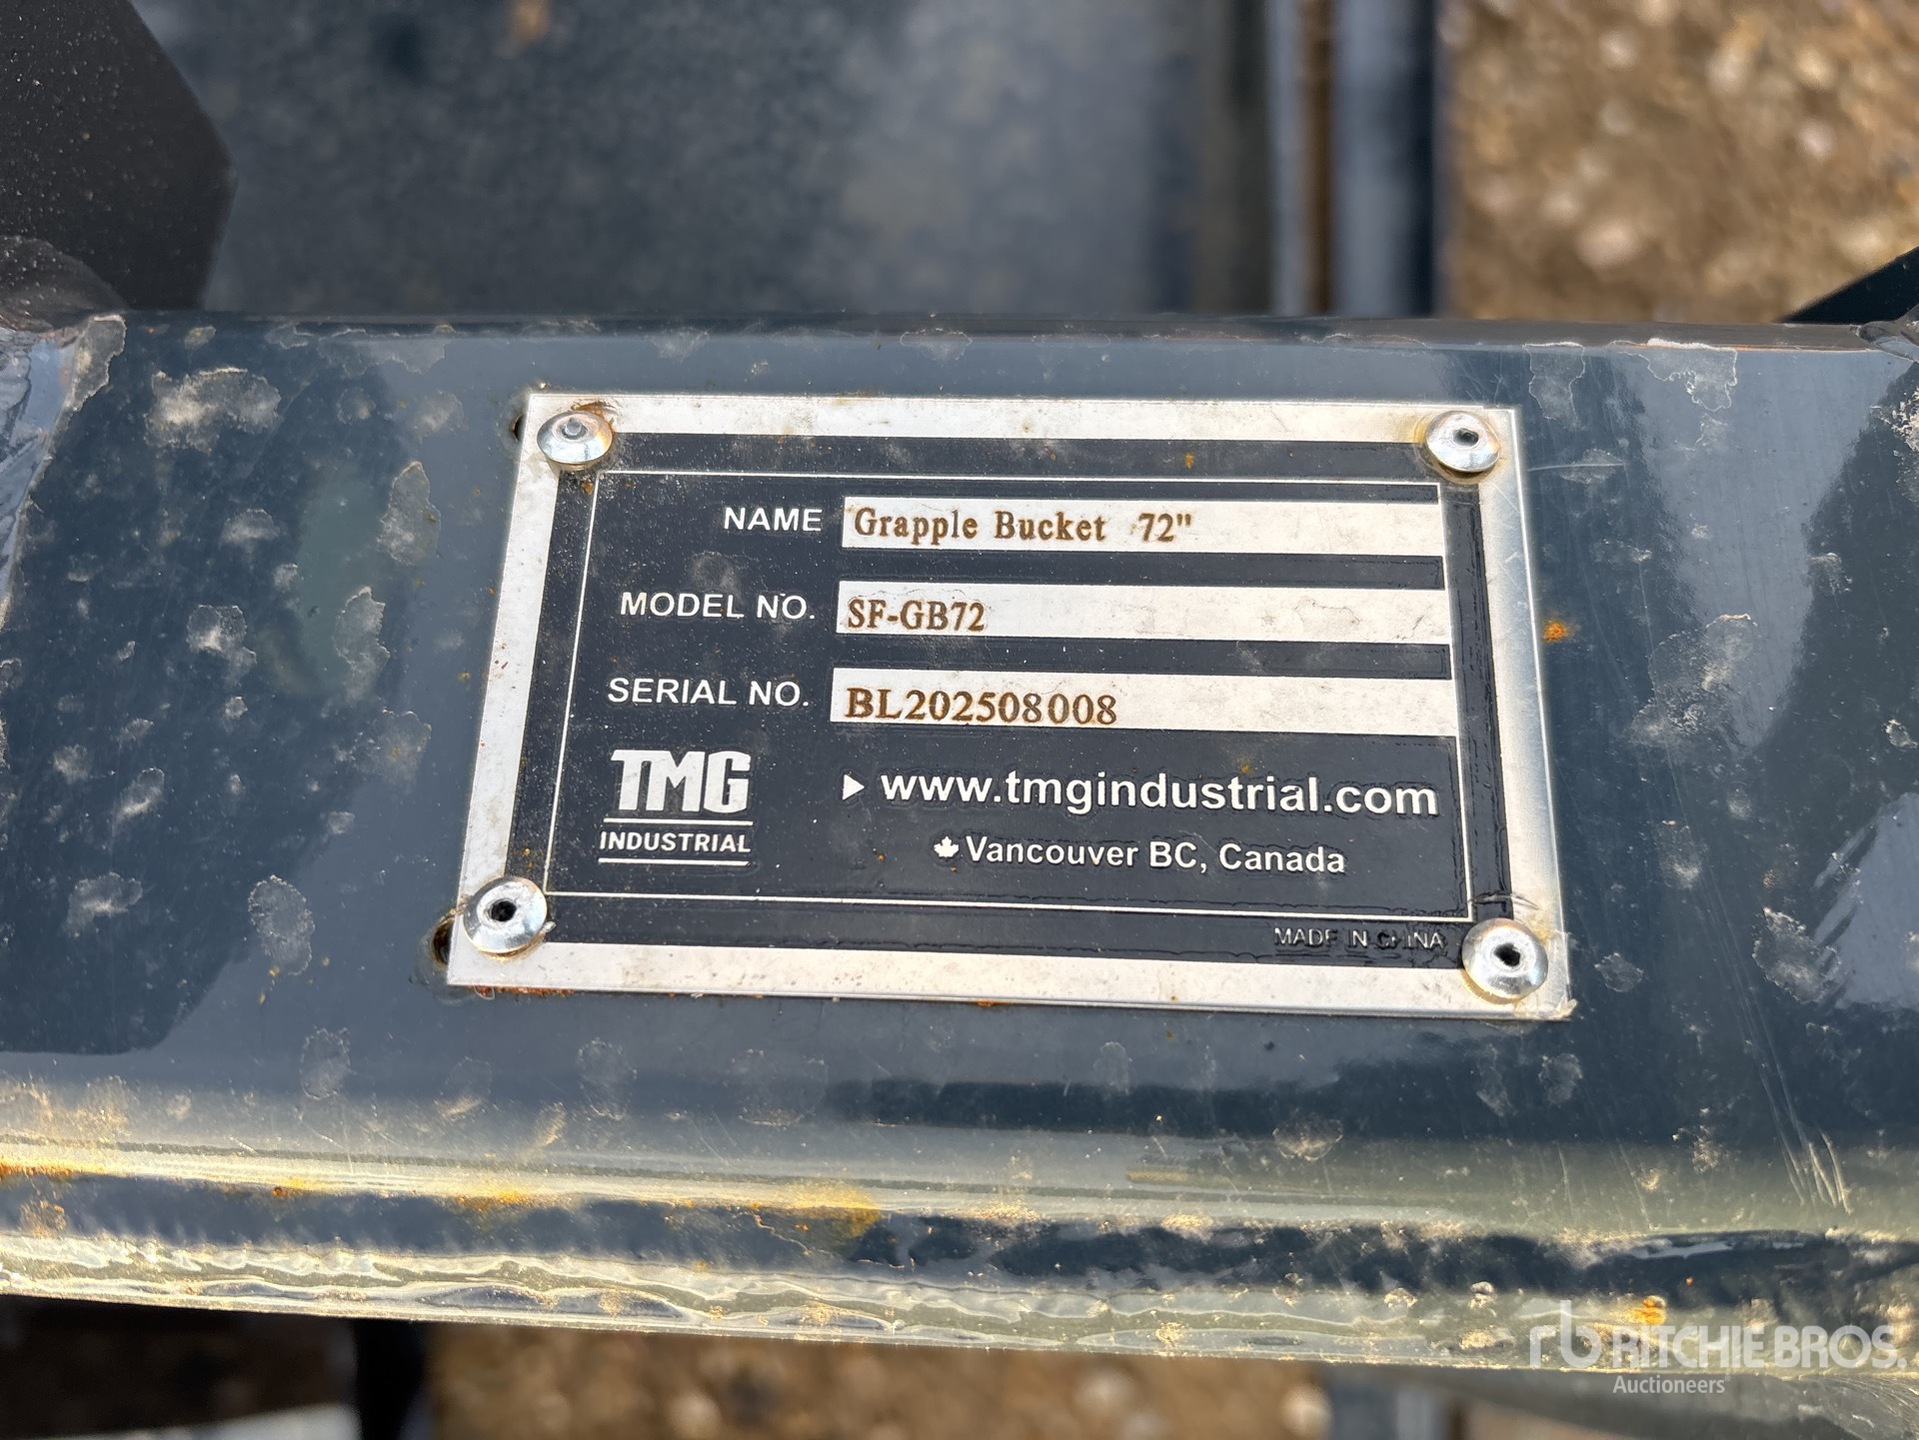 NAME Grapple Bucket 72"
MODEL NO. SF-GB72
SERIAL NO. BL202508008
TMG
INDUSTRIAL
www.tmgindustrial.com
Vancouver BC, Canada
MADE IN CHINA
rb RITCHIE BROS.
Auctioneers